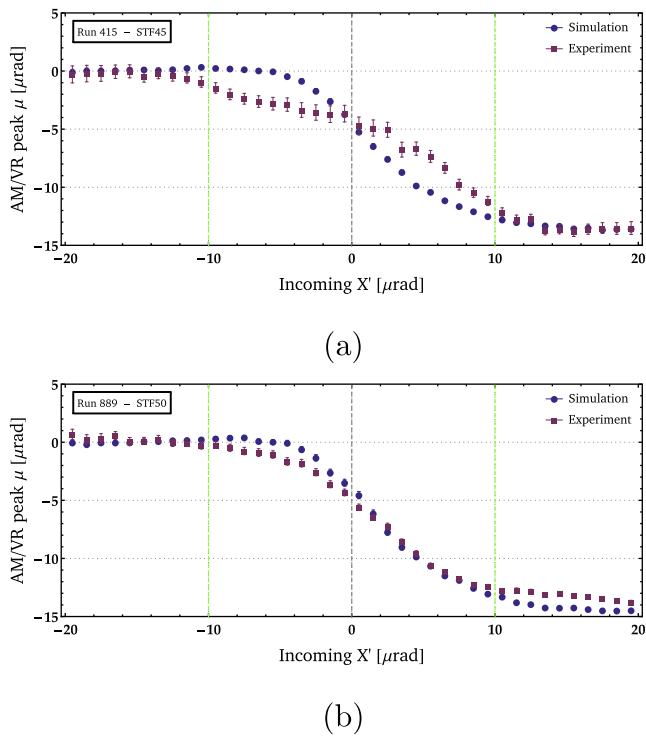 5
Run 415 – STF45
Simulation
Experiment
0
−5
−10
−15
AM/VR peak μ [μrad]
−20
−10
0
10
20
Incoming X' [μrad]
(a)
5
Run 889 – STF50
Simulation
Experiment
0
−5
−10
−15
AM/VR peak μ [μrad]
−20
−10
0
10
20
Incoming X' [μrad]
(b)